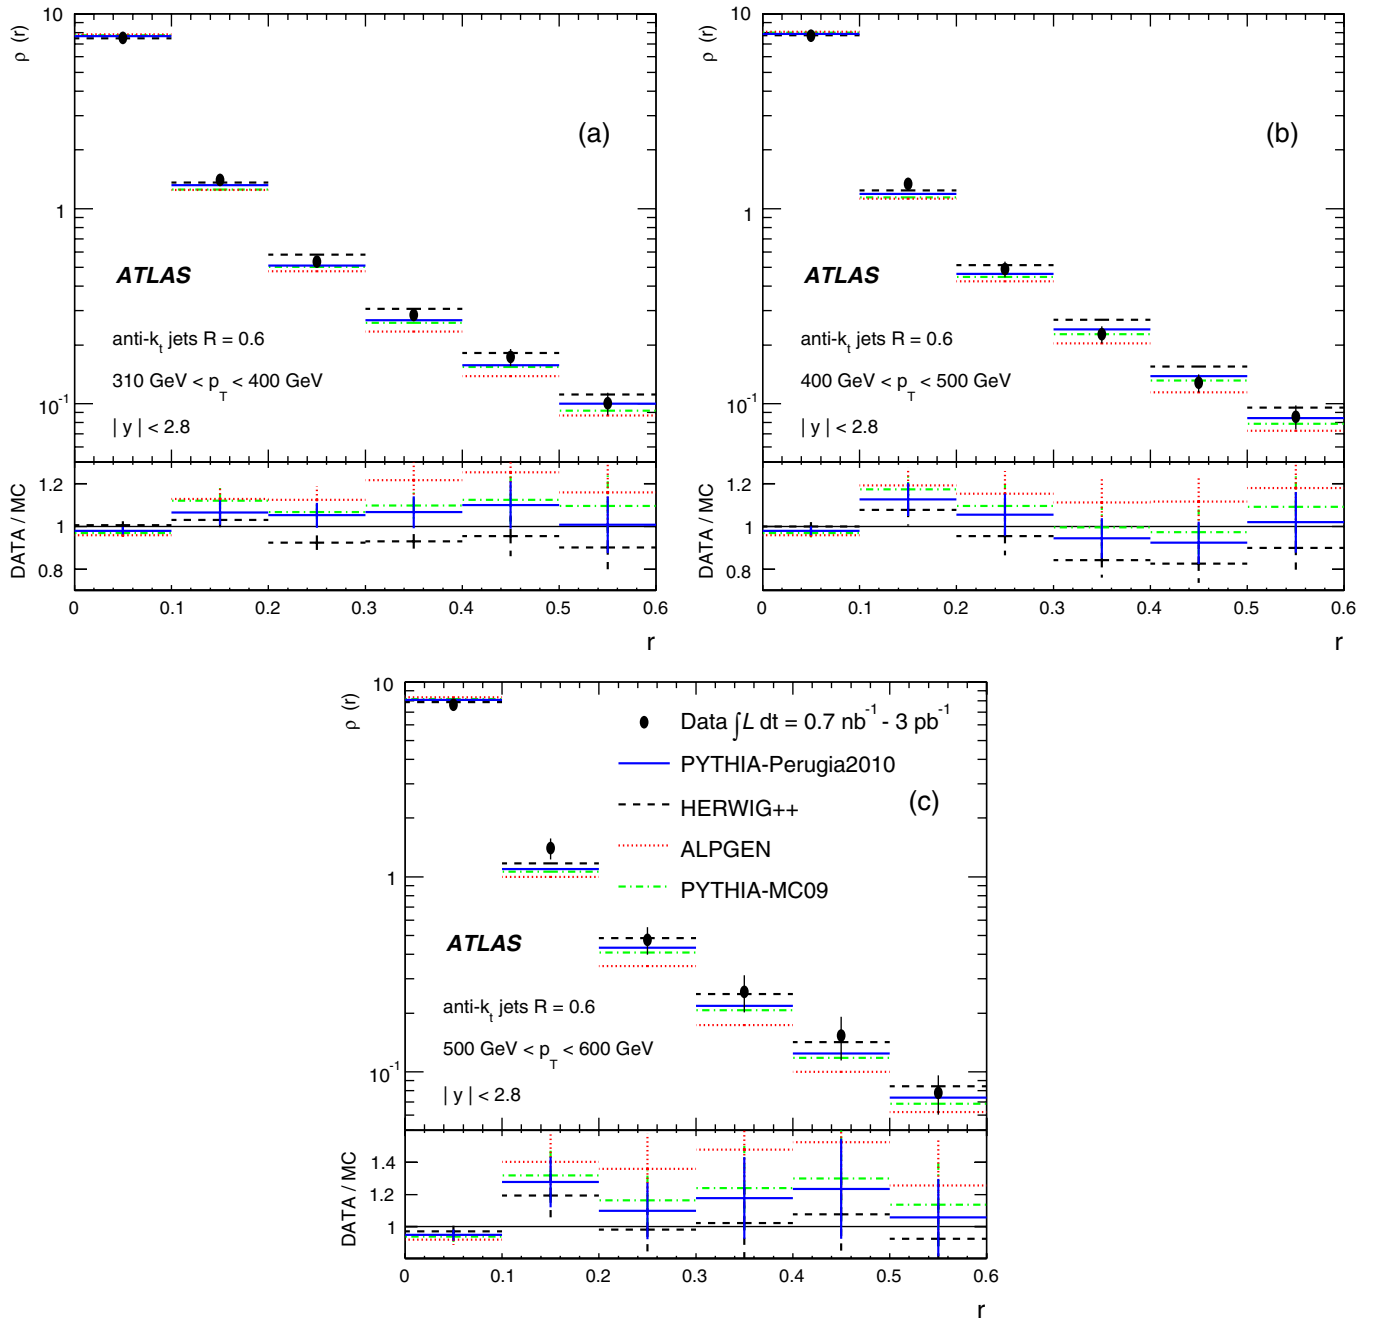 10
ρ (r)
(a)
1
ATLAS
anti-k_t jets R = 0.6
310 GeV < p_T < 400 GeV
10^-1
| y | < 2.8
DATA / MC
1.2
1
0.8
0 0.1 0.2 0.3 0.4 0.5 0.6
r
10
ρ (r)
(b)
1
ATLAS
anti-k_t jets R = 0.6
400 GeV < p_T < 500 GeV
10^-1
| y | < 2.8
DATA / MC
1.2
1
0.8
0 0.1 0.2 0.3 0.4 0.5 0.6
r
10
ρ (r)
Data ∫L dt = 0.7 nb^-1 - 3 pb^-1
PYTHIA-Perugia2010
HERWIG++
(c)
ALPGEN
1
PYTHIA-MC09
ATLAS
anti-k_t jets R = 0.6
500 GeV < p_T < 600 GeV
10^-1
| y | < 2.8
DATA / MC
1.4
1.2
1
0 0.1 0.2 0.3 0.4 0.5 0.6
r